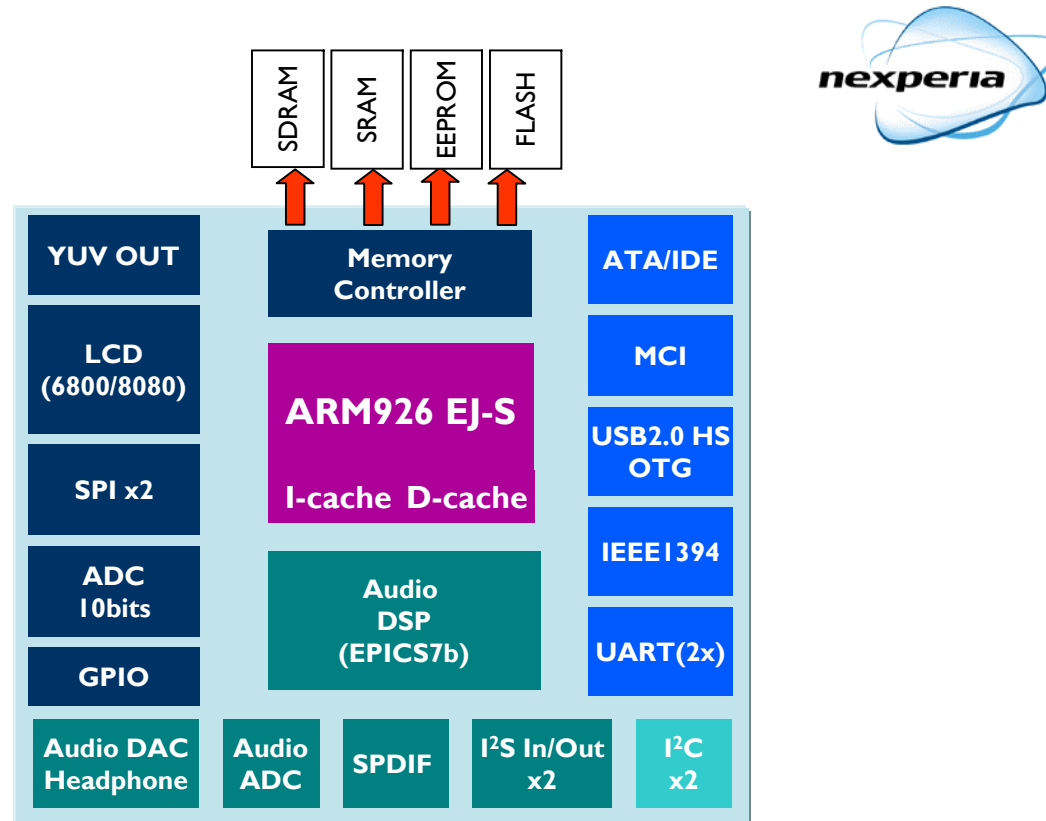 nexperia
SDRAM
SRAM
EEPROM
FLASH
YUV OUT
Memory
Controller
ATA/IDE
LCD
(6800/8080)
MCI
ARM926 EJ-S
I-cache D-cache
USB2.0 HS
OTG
SPI x2
IEEE1394
ADC
10bits
Audio
DSP
(EPICS7b)
UART(2x)
GPIO
Audio DAC
Headphone
Audio
ADC
SPDIF
I²S In/Out
x2
I²C
x2